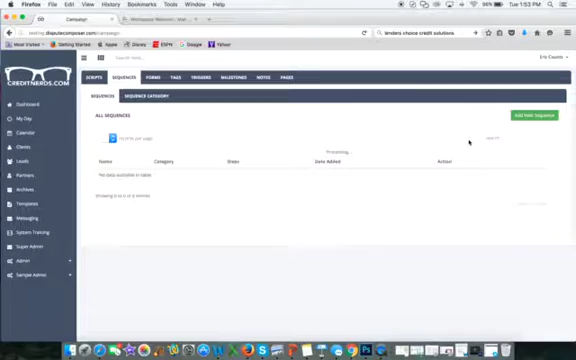 Firefox File Edit View History Bookmarks Tools Window Help
Tue 1:53 PM
Campaign
testing.disputecomposer.com/campaign
lenders choice credit solutions
Most Visited Getting Started Apple Disney ESPN Google Yahoo
CREDITNERDS.COM
Eric Counts
SCRIPTS SEQUENCES FORMS TAGS TRIGGERS MILESTONES NOTES PAGES
SEQUENCES SEQUENCE CATEGORY
ALL SEQUENCES
Add New Sequence
records per page
Processing...
Name Category Steps Date Added Action
No data available in table
Showing 0 to 0 of 0 entries
Dashboard
My Day
Calendar
Clients
Leads
Partners
Archives
Templates
Messaging
System Training
Super Admin
Admin
Sample Admin